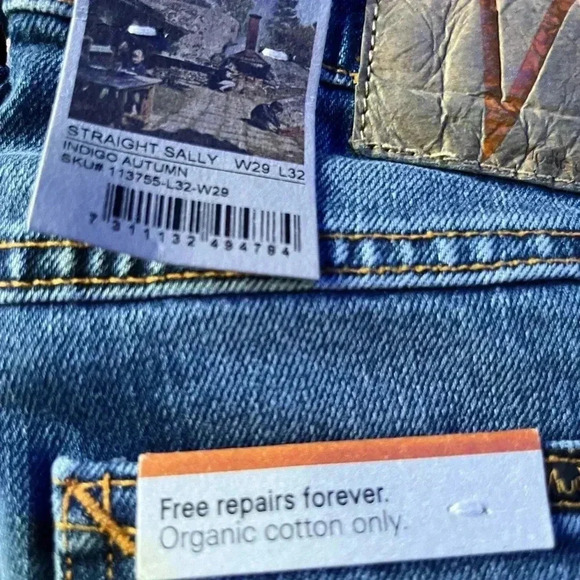 STRAIGHT SALLY W29 L32
INDIGO AUTUMN
SKU# 113755-L32-W29
7 311132 494784
Free repairs forever.
Organic cotton only.